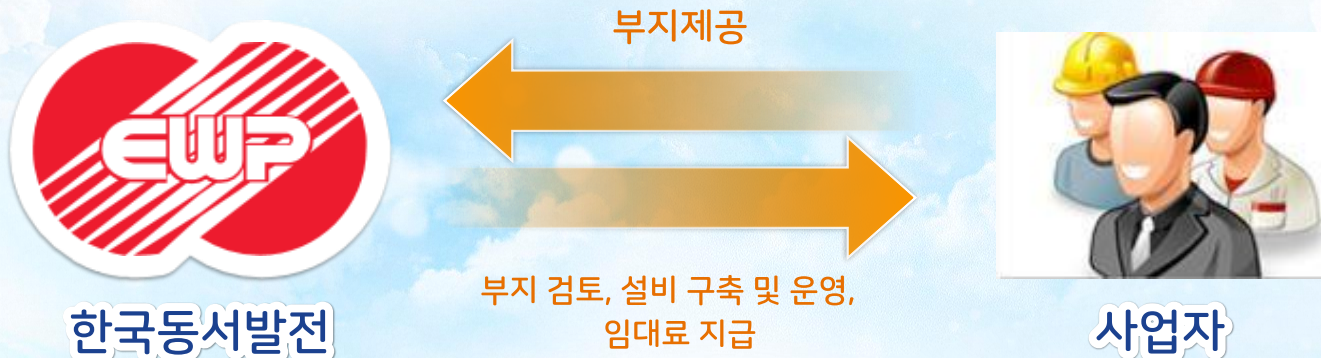 부지제공
EWP
부지 검토, 설비 구축 및 운영,
임대료 지급
한국동서발전
사업자